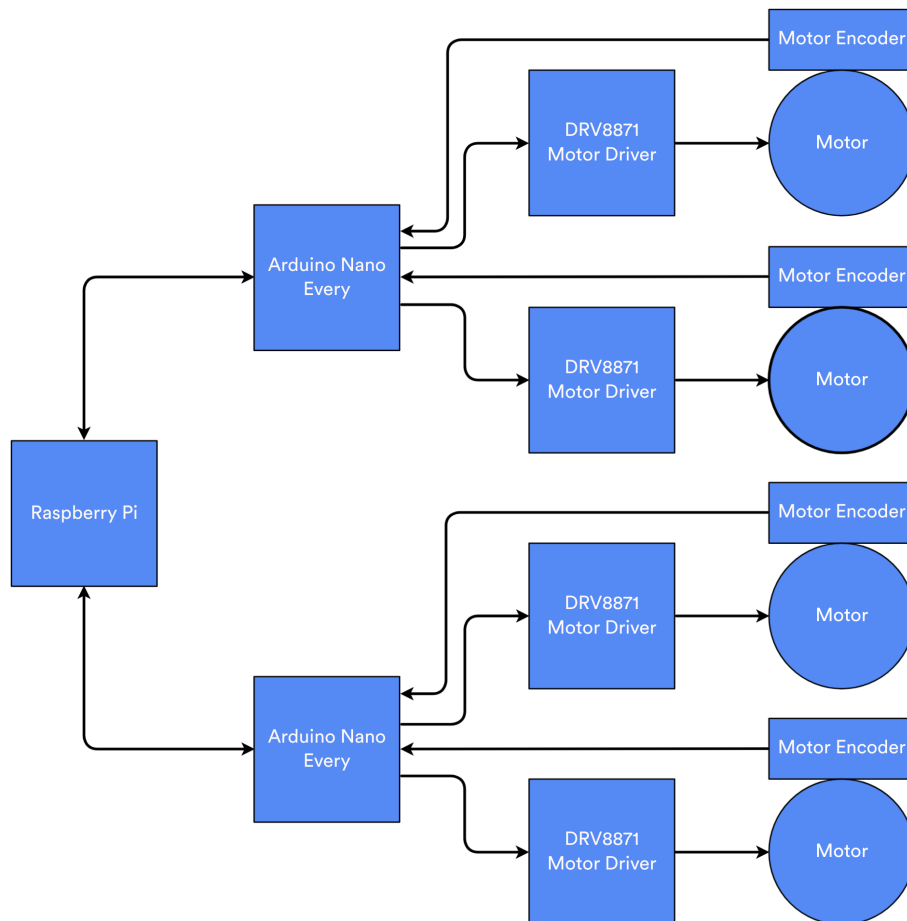 Motor Encoder
DRV8871
Motor Driver
Motor
Arduino Nano
Every
Motor Encoder
DRV8871
Motor Driver
Motor
Raspberry Pi
Motor Encoder
DRV8871
Motor Driver
Motor
Arduino Nano
Every
Motor Encoder
DRV8871
Motor Driver
Motor